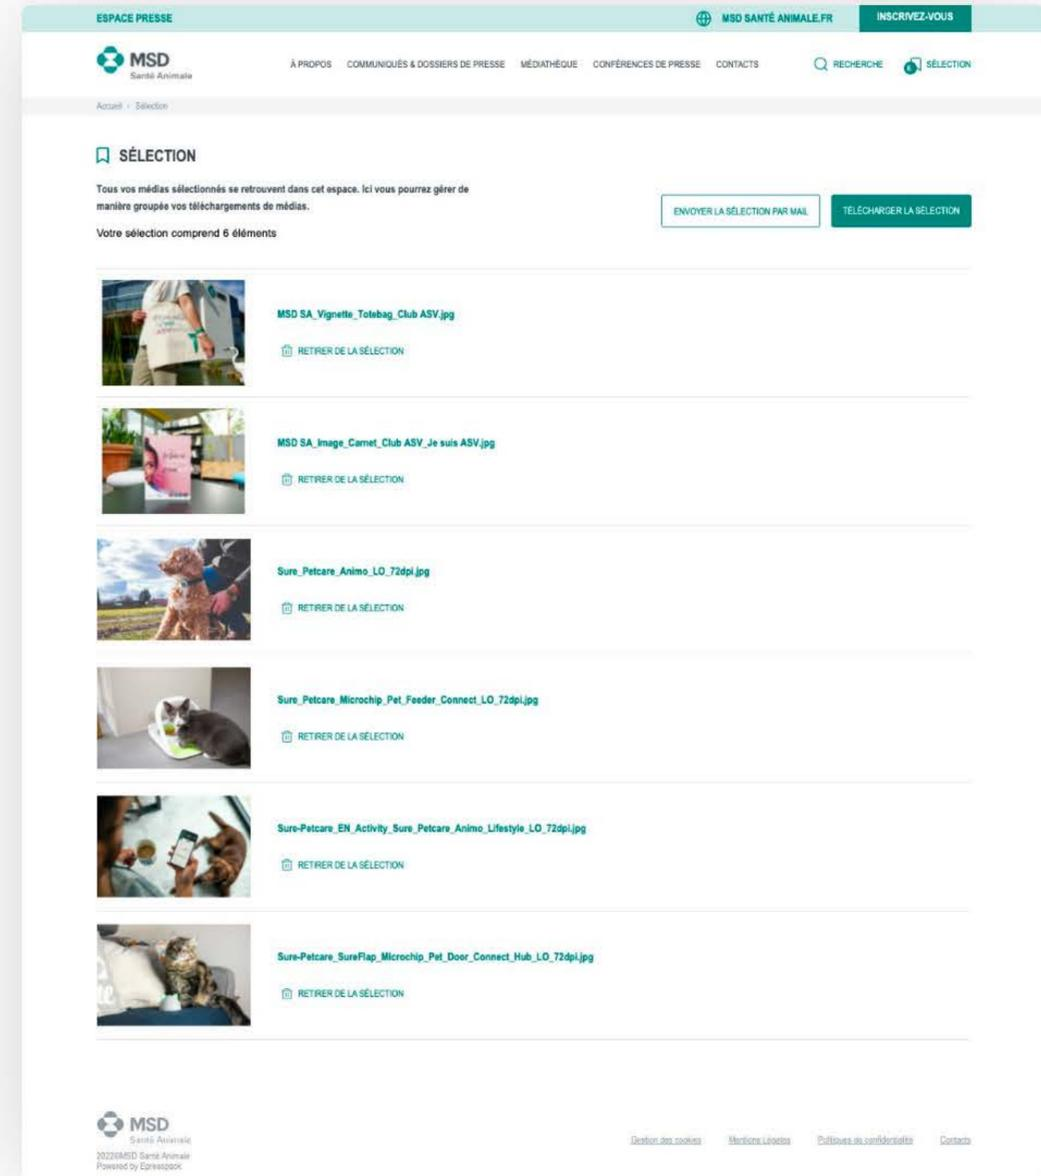 ESPACE PRESSE
MSD SANTÉ ANIMALE.FR
INSCRIVEZ-VOUS
MSD
Santé Animale
À PROPOS
COMMUNIQUÉS & DOSSIERS DE PRESSE
MÉDIATHÈQUE
CONFÉRENCES DE PRESSE
CONTACTS
RECHERCHE
SÉLECTION
Accueil › Sélection
SÉLECTION
Tous vos médias sélectionnés se retrouvent dans cet espace. Ici vous pourrez gérer de
manière groupée vos téléchargements de médias.
ENVOYER LA SÉLECTION PAR MAIL
TÉLÉCHARGER LA SÉLECTION
Votre sélection comprend 6 éléments
MSD SA_Vignette_Totebag_Club ASV.jpg
RETIRER DE LA SÉLECTION
MSD SA_Image_Carnet_Club ASV_Je suis ASV.jpg
RETIRER DE LA SÉLECTION
Sure_Petcare_Animo_LO_72dpi.jpg
RETIRER DE LA SÉLECTION
Sure_Petcare_Microchip_Pet_Feeder_Connect_LO_72dpi.jpg
RETIRER DE LA SÉLECTION
Sure-Petcare_EN_Activity_Sure_Petcare_Animo_Lifestyle_LO_72dpi.jpg
RETIRER DE LA SÉLECTION
Sure-Petcare_SureFlap_Microchip_Pet_Door_Connect_Hub_LO_72dpi.jpg
RETIRER DE LA SÉLECTION
MSD
Santé Animale
Gestion des cookies
Mentions Légales
Politiques de confidentialité
Contacts
MSD Santé Animale
Powered by Epresspack